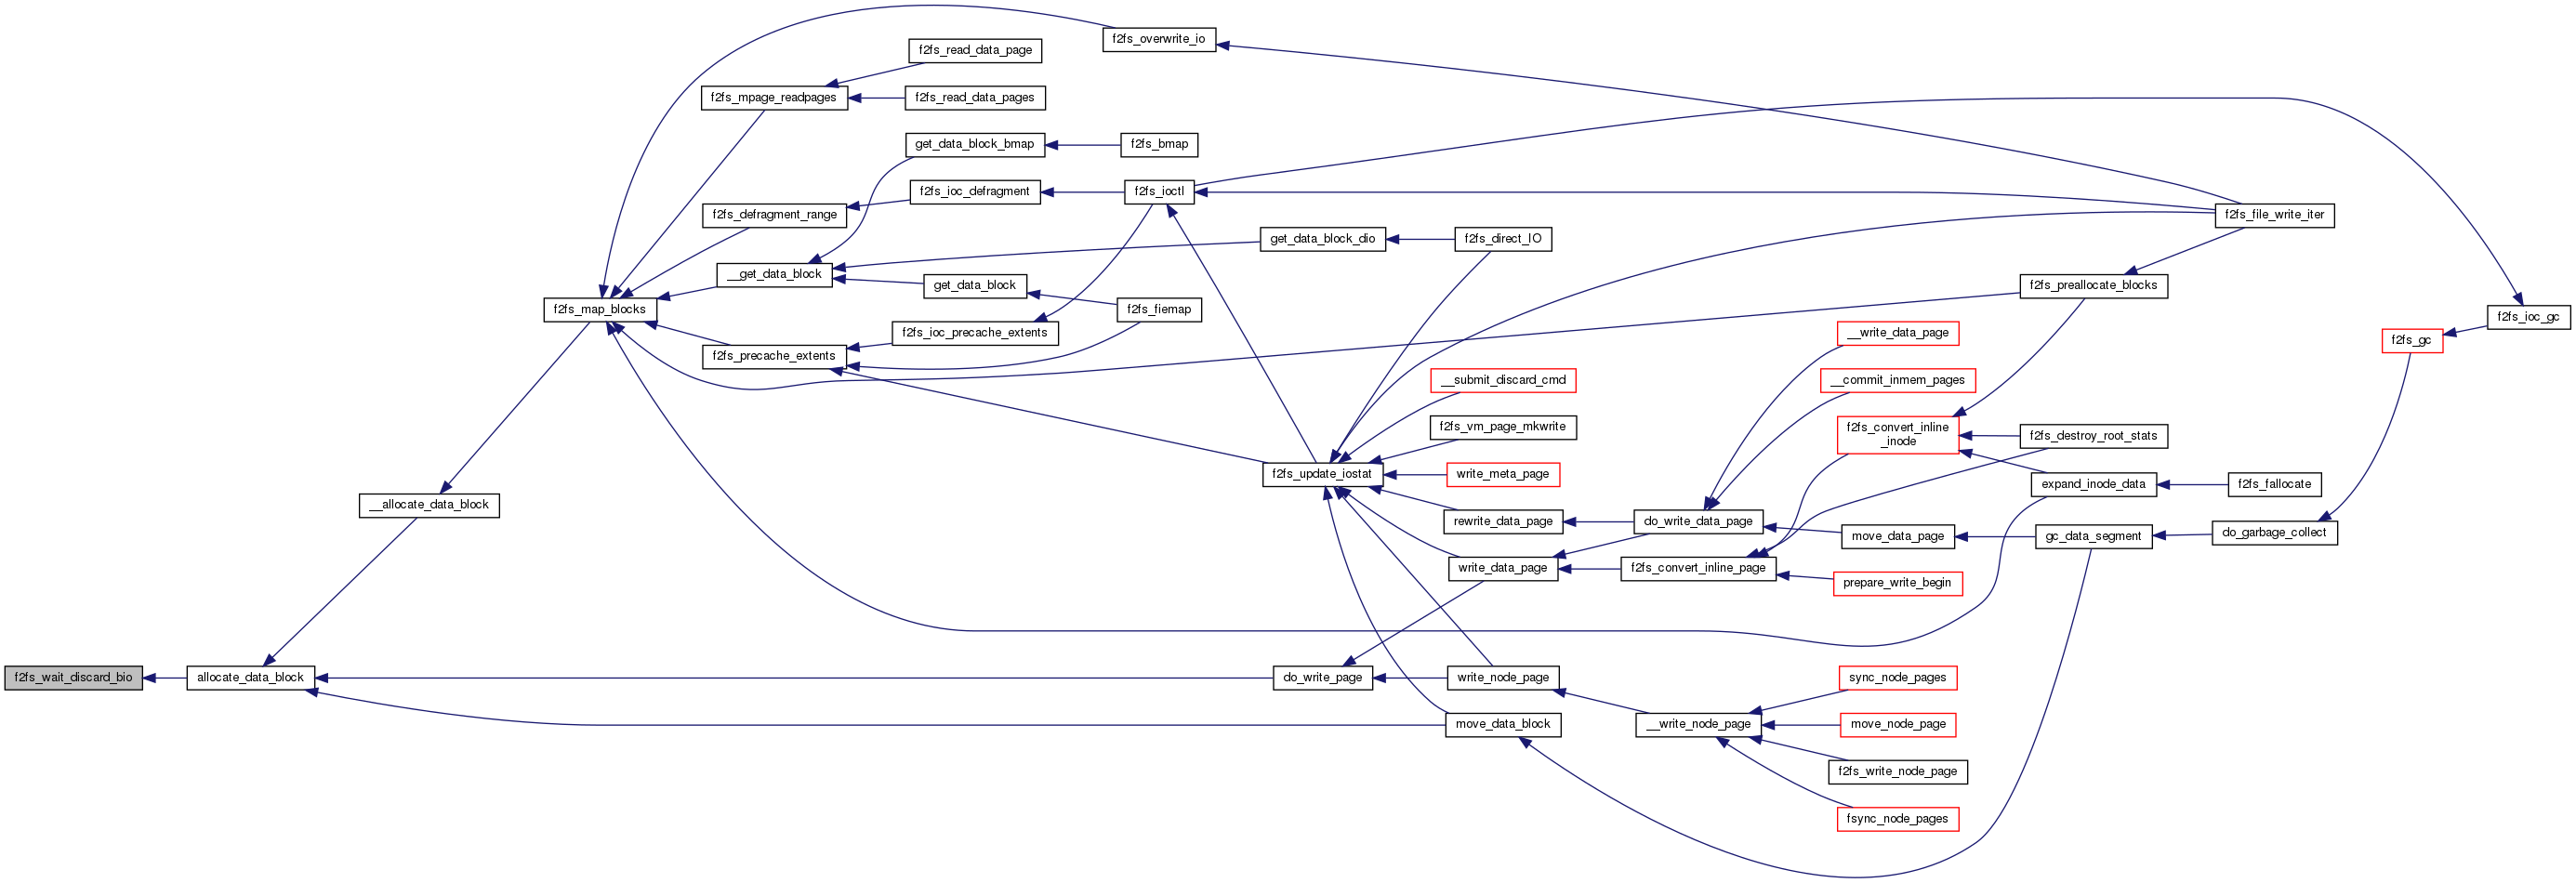 f2fs_wait_discard_bio
allocate_data_block
__allocate_data_block
f2fs_map_blocks
f2fs_overwrite_io
f2fs_read_data_page
f2fs_mpage_readpages
f2fs_read_data_pages
get_data_block_bmap
f2fs_bmap
f2fs_ioc_defragment
f2fs_ioctl
f2fs_defragment_range
f2fs_file_write_iter
get_data_block_dio
f2fs_direct_IO
__get_data_block
get_data_block
f2fs_fiemap
f2fs_preallocate_blocks
f2fs_ioc_precache_extents
f2fs_precache_extents
f2fs_ioc_gc
f2fs_gc
__write_data_page
__submit_discard_cmd
__commit_inmem_pages
f2fs_vm_page_mkwrite
f2fs_convert_inline
_inode
f2fs_destroy_root_stats
f2fs_update_iostat
write_meta_page
expand_inode_data
f2fs_fallocate
rewrite_data_page
do_write_data_page
move_data_page
gc_data_segment
do_garbage_collect
write_data_page
f2fs_convert_inline_page
prepare_write_begin
do_write_page
write_node_page
sync_node_pages
move_data_block
__write_node_page
move_node_page
f2fs_write_node_page
fsync_node_pages